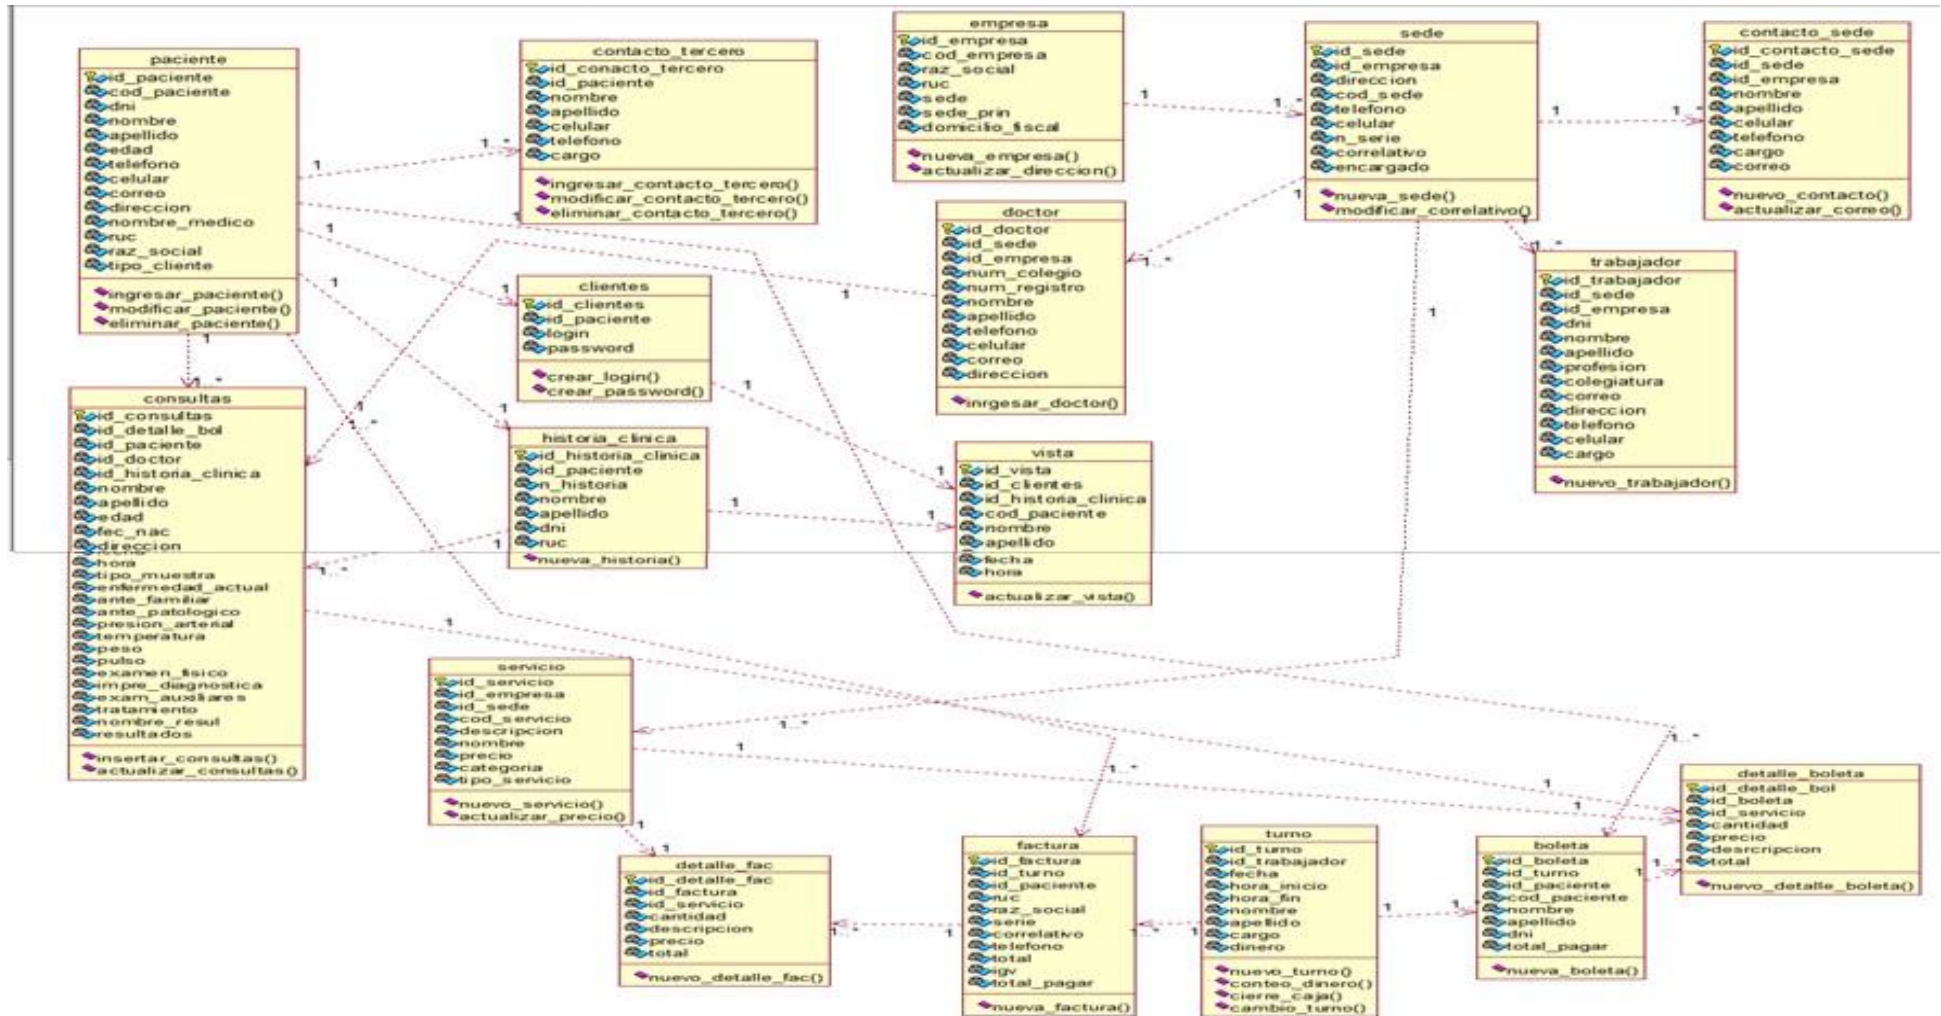 paciente
id_paciente
cod_paciente
dni
nombre
apellido
edad
telefono
celular
correo
direccion
nombre_medico
ruc
raz_social
tipo_cliente
ingresar_paciente()
modificar_paciente()
eliminar_paciente()
contacto_tercero
id_conacto_tercero
id_paciente
nombre
apellido
celular
telefono
cargo
ingresar_contacto_tercero()
modificar_contacto_tercero()
eliminar_contacto_tercero()
empresa
id_empresa
cod_empresa
raz_social
ruc
sede
sede_prin
domicilio_fiscal
nueva_empresa()
actualizar_direccion()
sede
id_sede
id_empresa
direccion
cod_sede
telefono
celular
n_serie
correlativo
encargado
nueva_sede()
modificar_correlativo()
contacto_sede
id_contacto_sede
id_sede
id_empresa
nombre
apellido
celular
telefono
cargo
correo
nuevo_contacto()
actualizar_correo()
clientes
id_clientes
id_paciente
login
password
crear_login()
crear_password()
doctor
id_doctor
id_sede
id_empresa
num_colegio
num_registro
nombre
apellido
telefono
celular
correo
direccion
inrgesar_doctor()
trabajador
id_trabajador
id_sede
id_empresa
dni
nombre
apellido
profesion
colegiatura
correo
direccion
telefono
celular
cargo
nuevo_trabajador()
consultas
id_consultas
id_detalle_bol
id_paciente
id_doctor
id_historia_clinica
nombre
apellido
edad
fec_nac
direccion
hora
tipo_muestra
enfermedad_actual
ante_familiar
ante_patologico
presion_arterial
temperatura
peso
pulso
examen_fisico
impre_diagnostica
exam_auxiliares
tratamiento
nombre_resul
resultados
insertar_consultas()
actualizar_consultas()
historia_clinica
id_historia_clinica
id_paciente
n_historia
nombre
apellido
dni
ruc
nueva_historia()
vista
id_vista
id_clientes
id_historia_clinica
cod_paciente
nombre
apellido
fecha
hora
actualizar_vista()
servicio
id_servicio
id_empresa
id_sede
cod_servicio
descripcion
nombre
precio
categoria
tipo_servicio
nuevo_servicio()
actualizar_precio()
detalle_fac
id_detalle_fac
id_factura
id_servicio
cantidad
descripcion
precio
total
nuevo_detalle_fac()
factura
id_factura
id_turno
id_paciente
ruc
raz_social
serie
correlativo
telefono
total
igv
total_pagar
nueva_factura()
turno
id_turno
id_trabajador
fecha
hora_inicio
hora_fin
nombre
apellido
cargo
dinero
nuevo_turno()
conteo_dinero()
cierre_caja()
cambio_turno()
boleta
id_boleta
id_turno
id_paciente
cod_paciente
nombre
apellido
dni
total_pagar
nueva_boleta()
detalle_boleta
id_detalle_bol
id_boleta
id_servicio
cantidad
precio
desrcripcion
total
nuevo_detalle_boleta()